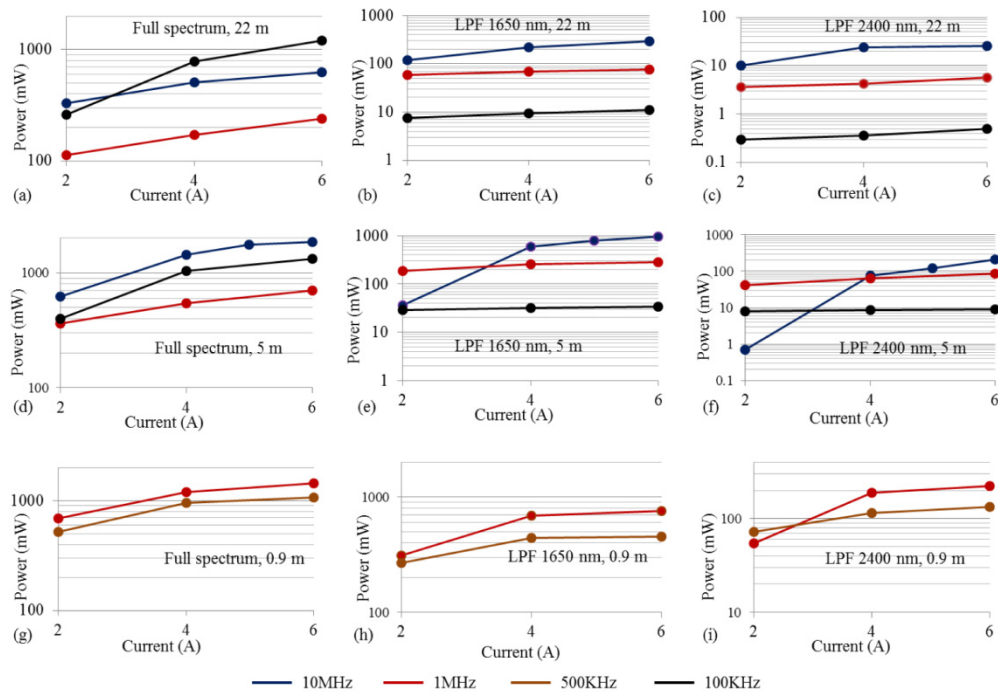 Full spectrum, 22 m
Power (mW)
1000
100
2
4
6
(a)
Current (A)
LPF 1650 nm, 22 m
Power (mW)
1000
100
10
1
2
4
6
(b)
Current (A)
LPF 2400 nm, 22 m
Power (mW)
100
10
1
0.1
2
4
6
(c)
Current (A)
Full spectrum, 5 m
Power (mW)
1000
100
2
4
6
(d)
Current (A)
LPF 1650 nm, 5 m
Power (mW)
1000
100
10
1
2
4
6
(e)
Current (A)
LPF 2400 nm, 5 m
Power (mW)
1000
100
10
1
0.1
2
4
6
(f)
Current (A)
Full spectrum, 0.9 m
Power (mW)
1000
100
2
4
6
(g)
Current (A)
LPF 1650 nm, 0.9 m
Power (mW)
1000
100
2
4
6
(h)
Current (A)
LPF 2400 nm, 0.9 m
Power (mW)
100
10
2
4
6
(i)
Current (A)
10MHz
1MHz
500KHz
100KHz